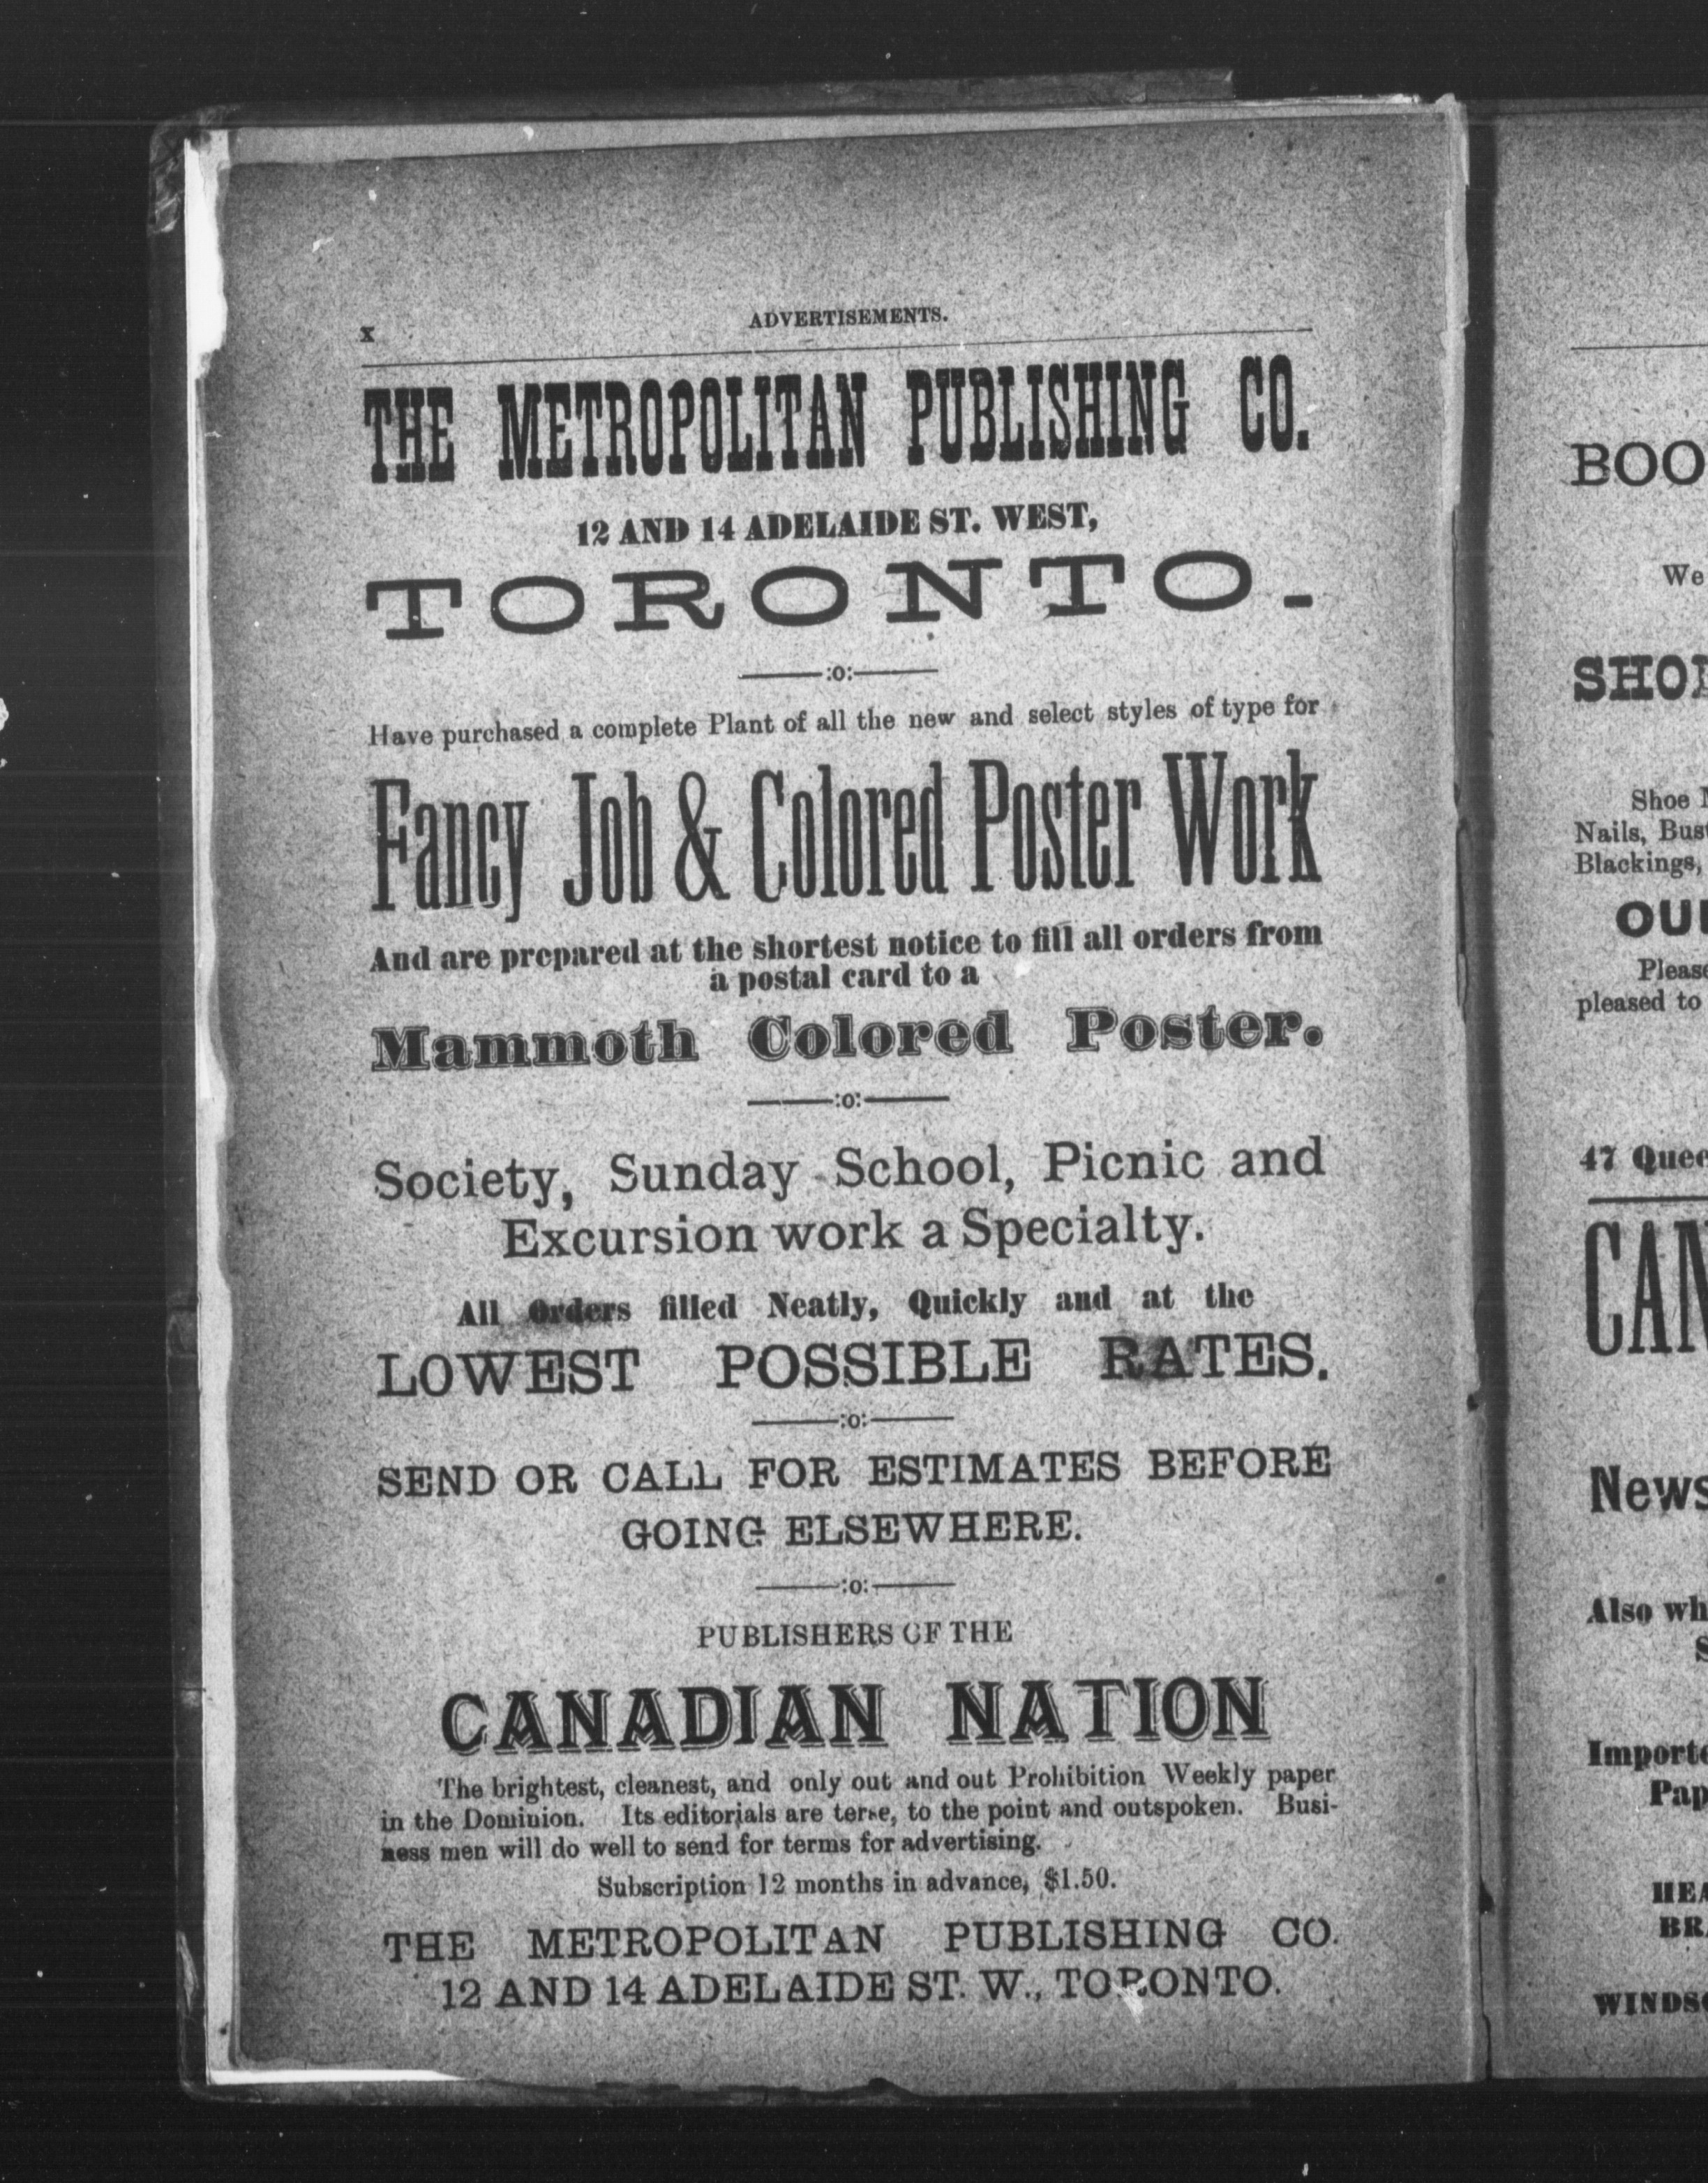 x
ADVERTISEMENTS.
THE METROPOLITAN PUBLISHING CO.
12 AND 14 ADELAIDE ST. WEST,
TORONTO.
:o:
Have purchased a complete Plant of all the new and select styles of type for
Fancy Job & Colored Poster Work
And are prepared at the shortest notice to fill all orders from
a postal card to a
Mammoth Colored Poster.
:o:
Society, Sunday School, Picnic and
Excursion work a Specialty.
All Orders filled Neatly, Quickly and at the
LOWEST POSSIBLE RATES.
:o:
SEND OR CALL FOR ESTIMATES BEFORE
GOING ELSEWHERE.
:o:
PUBLISHERS OF THE
CANADIAN NATION
The brightest, cleanest, and only out and out Prohibition Weekly paper
in the Dominion. Its editorials are terse, to the point and outspoken. Busi-
ness men will do well to send for terms for advertising.
Subscription 12 months in advance, $1.50.
THE METROPOLITAN PUBLISHING CO.
12 AND 14 ADELAIDE ST. W., TORONTO.
BOO
We
SHOE
Shoe
Nails, Bus
Blackings,
OUR
Please
pleased to
47 Quee
CAN
News
Also wh
S
Importe
Pap
HEA
BRA
WINDSO